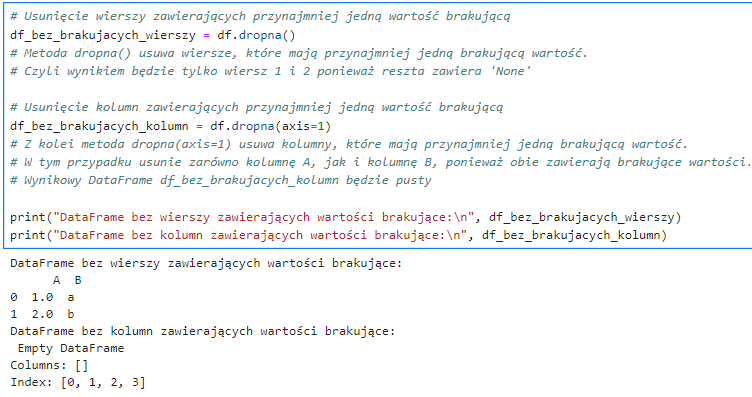 # Usunięcie wierszy zawierających przynajmniej jedną wartość brakującą
df_bez_brakujacych_wierszy = df.dropna()
# Metoda dropna() usuwa wiersze, które mają przynajmniej jedną brakującą wartość.
# Czyli wynikiem będzie tylko wiersz 1 i 2 ponieważ reszta zawiera 'None'

# Usunięcie kolumn zawierających przynajmniej jedną wartość brakującą
df_bez_brakujacych_kolumn = df.dropna(axis=1)
# Z kolei metoda dropna(axis=1) usuwa kolumny, które mają przynajmniej jedną brakującą wartość.
# W tym przypadku usunie zarówno kolumnę A, jak i kolumnę B, ponieważ obie zawierają brakujące wartości.
# Wynikowy DataFrame df_bez_brakujacych_kolumn będzie pusty

print("DataFrame bez wierszy zawierających wartości brakujące:\n", df_bez_brakujacych_wierszy)
print("DataFrame bez kolumn zawierających wartości brakujące:\n", df_bez_brakujacych_kolumn)
DataFrame bez wierszy zawierających wartości brakujące:
      A  B
0  1.0  a
1  2.0  b
DataFrame bez kolumn zawierających wartości brakujące:
 Empty DataFrame
Columns: []
Index: [0, 1, 2, 3]